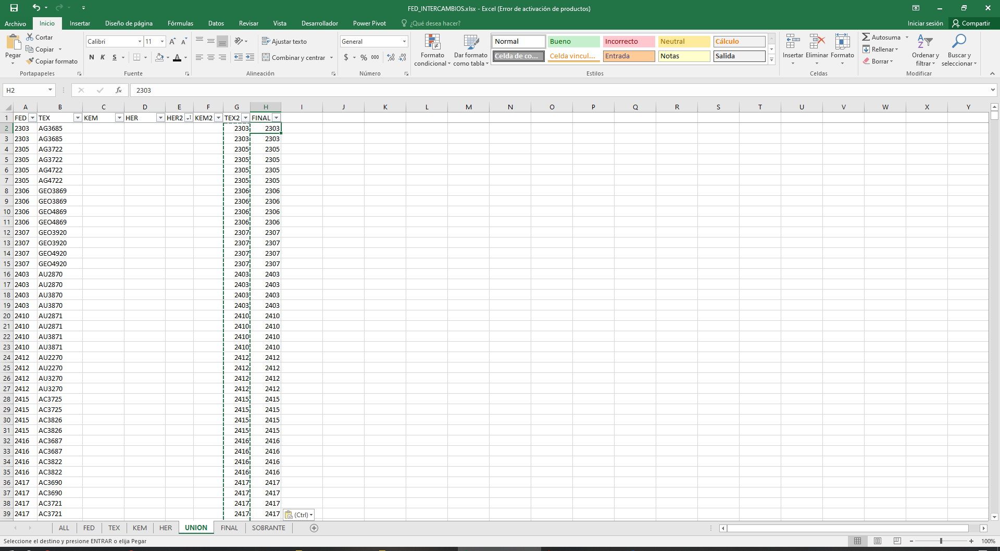 FED_INTERCAMBIOS.xlsx - Excel (Error de activación de productos)
Archivo Inicio Insertar Diseño de página Fórmulas Datos Revisar Vista Desarrollador Power Pivot ¿Qué desea hacer? Iniciar sesión Compartir
Pegar Cortar Copiar Copiar formato
Portapapeles
Calibri 11
N K S A
Fuente
Ajustar texto
Combinar y centrar
Alineación
General
$ % 000
Número
Formato condicional
Dar formato como tabla
Normal Bueno Incorrecto Neutral Cálculo
Celda de co... Celda vincul... Entrada Notas Salida
Estilos
Insertar Eliminar Formato
Celdas
Autosuma
Rellenar
Borrar
Ordenar y filtrar
Buscar y seleccionar
Modificar
H2 fx 2303
A B C D E F G H I J K L M N O P Q R S T U V W X Y
1 FED TEX KEM HER HER2 KEM2 TEX2 FINAL
2 2303 AG3685 2303 2303
3 2303 AG3685 2303 2303
4 2305 AG3722 2305 2305
5 2305 AG3722 2305 2305
6 2305 AG4722 2305 2305
7 2305 AG4722 2305 2305
8 2306 GEO3869 2306 2306
9 2306 GEO3869 2306 2306
10 2306 GEO4869 2306 2306
11 2306 GEO4869 2306 2306
12 2307 GEO3920 2307 2307
13 2307 GEO3920 2307 2307
14 2307 GEO4920 2307 2307
15 2307 GEO4920 2307 2307
16 2403 AU2870 2403 2403
17 2403 AU2870 2403 2403
18 2403 AU3870 2403 2403
19 2403 AU3870 2403 2403
20 2410 AU2871 2410 2410
21 2410 AU2871 2410 2410
22 2410 AU3871 2410 2410
23 2410 AU3871 2410 2410
24 2412 AU2270 2412 2412
25 2412 AU2270 2412 2412
26 2412 AU3270 2412 2412
27 2412 AU3270 2412 2412
28 2415 AC3725 2415 2415
29 2415 AC3725 2415 2415
30 2415 AC3826 2415 2415
31 2415 AC3826 2415 2415
32 2416 AC3687 2416 2416
33 2416 AC3687 2416 2416
34 2416 AC3822 2416 2416
35 2416 AC3822 2416 2416
36 2417 AC3690 2417 2417
37 2417 AC3690 2417 2417
38 2417 AC3721 2417 2417
39 2417 AC3721 2417 2417
(Ctrl)
ALL FED TEX KEM HER UNION FINAL SOBRANTE
Seleccione el destino y presione ENTRAR o elija Pegar
100%